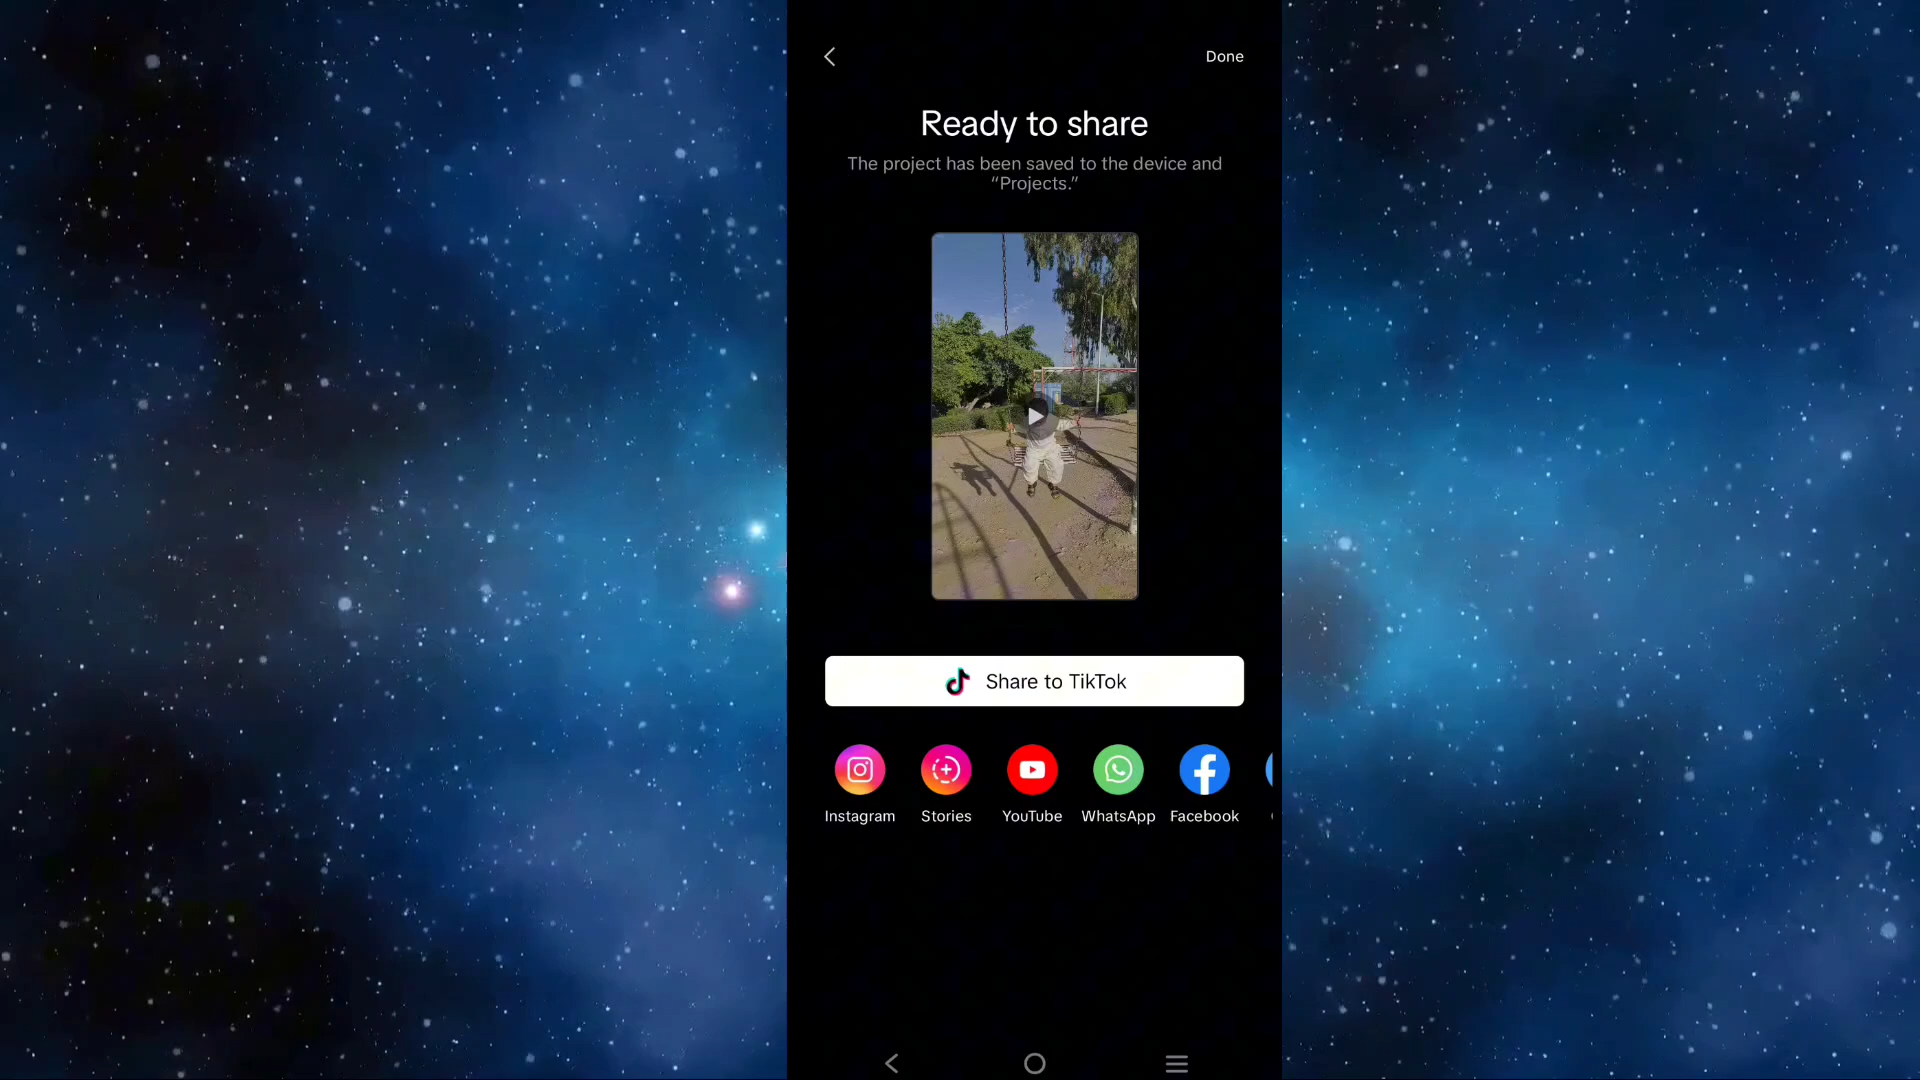 Done
Ready to share
The project has been saved to the device and
“Projects.”
Share to TikTok
Instagram
Stories
YouTube
WhatsApp
Facebook